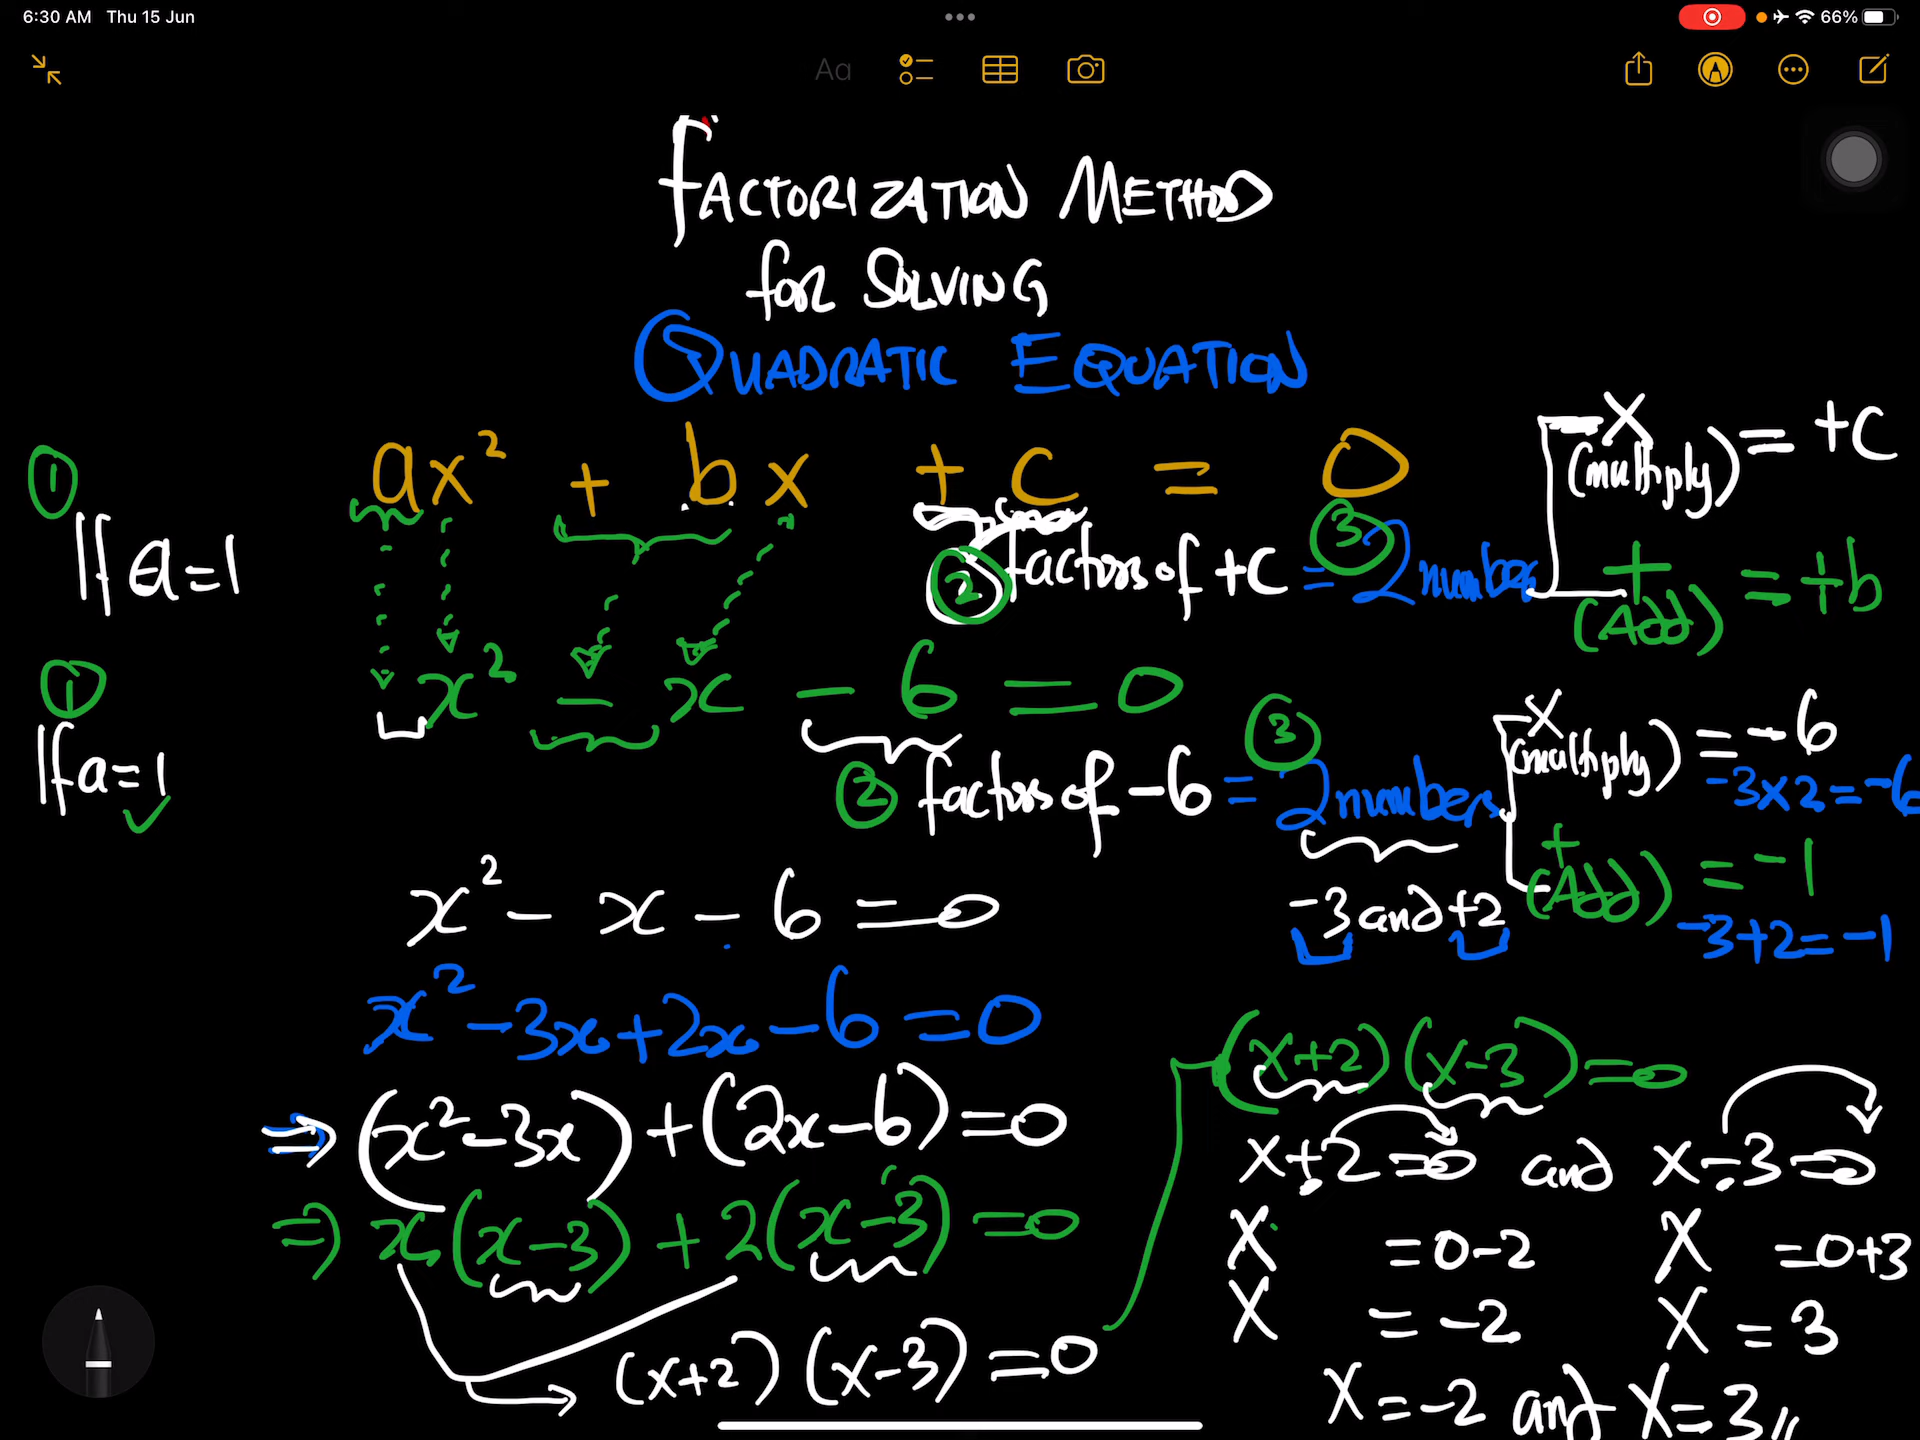 6:30 AM Thu 15 Jun
66%
Aa
FACTORIZATION METHOD
for SOLVING
QUADRATIC EQUATION
① ax² + bx + c = 0
If a=1
② factors of +C = ③ 2 numbers
X (multiply) = +C
+ (Add) = +b
① x² - x - 6 = 0
If a=1
② factors of -6 = ③ 2 numbers
X (multiply) = -6
-3×2=-6
+ (Add) = -1
-3+2=-1
-3 and +2
x² - x - 6 = 0
x² -3x+2x-6 = 0
⇒ (x²-3x)+(2x-6)=0
⇒ x(x-3) + 2(x-3) =0
(x+2) (x-3) =0
(x+2) (x-3) =0
x+2=0 and x-3=0
X =0-2 X =0+3
X = -2 X = 3
X=-2 and X=3,,